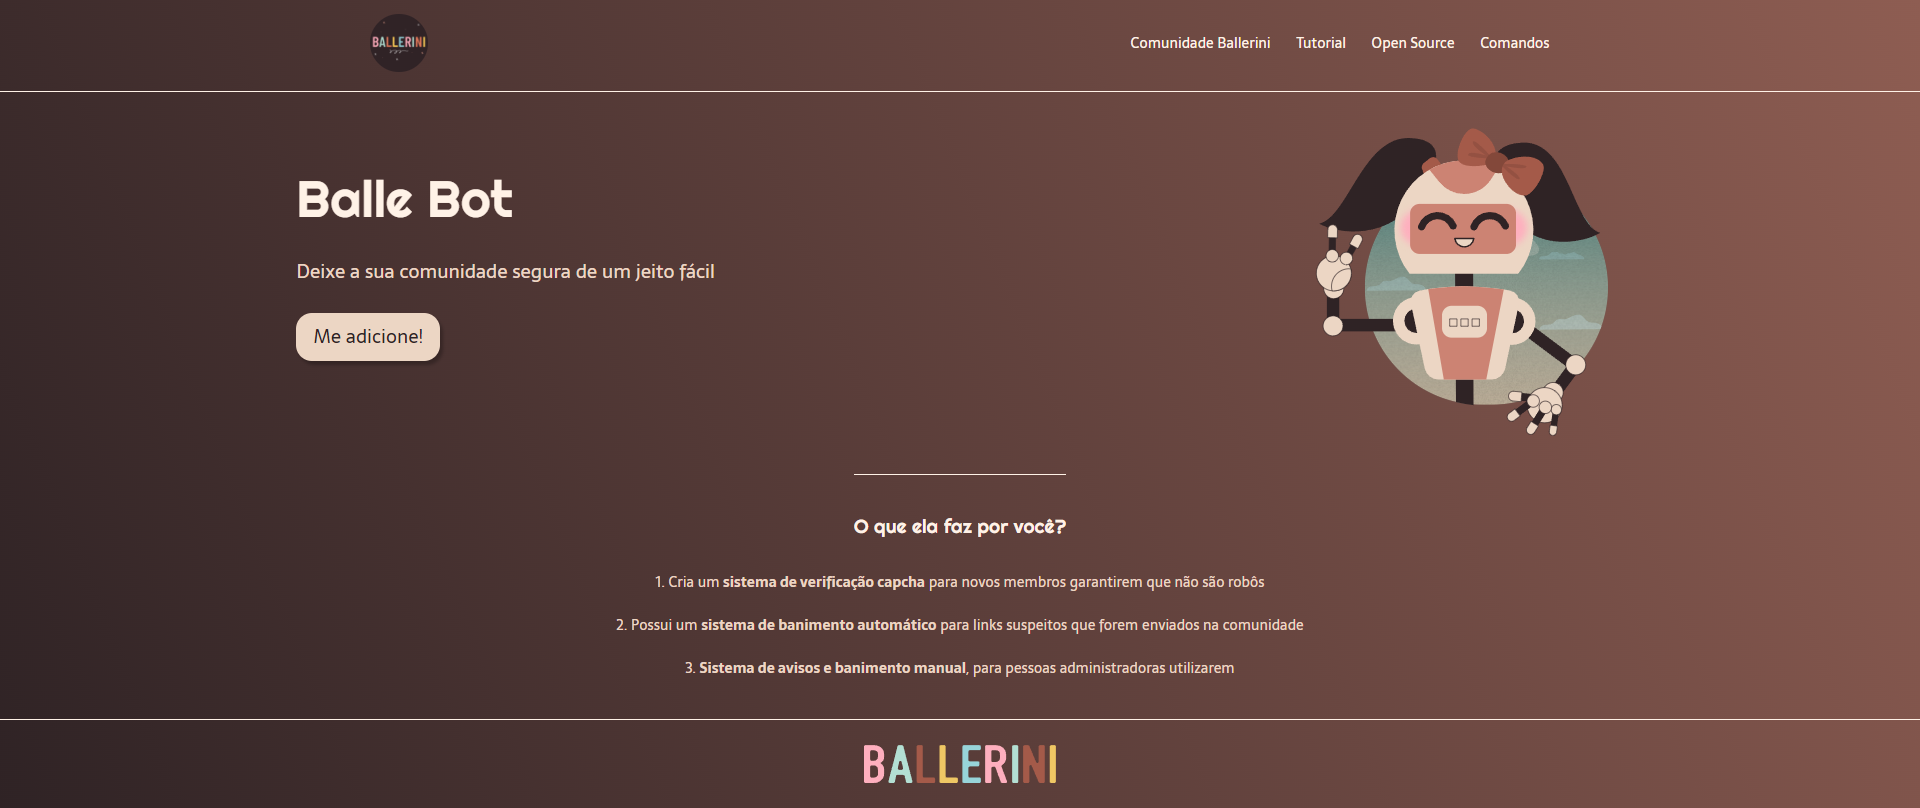 BALLERINI
Comunidade Ballerini
Tutorial
Open Source
Comandos
Balle Bot
Deixe a sua comunidade segura de um jeito fácil
Me adicione!
O que ela faz por você?
1. Cria um sistema de verificação capcha para novos membros garantirem que não são robôs
2. Possui um sistema de banimento automático para links suspeitos que forem enviados na comunidade
3. Sistema de avisos e banimento manual, para pessoas administradoras utilizarem
BALLERINI